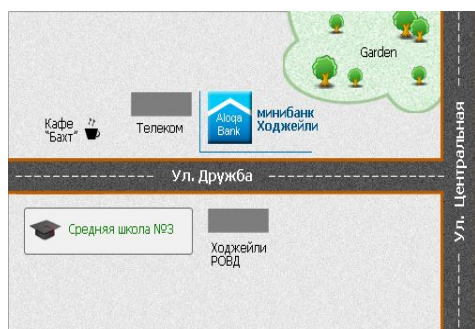 Garden
Кафе
"Бахт"
Телеком
Aloqa
Bank
минибанк
Ходжейли
Ул. Дружба
Ул. Центральная
Средняя школа №3
Ходжейли
РОВД